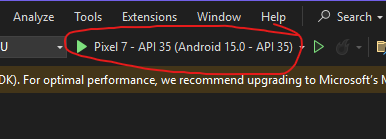 Analyze Tools Extensions Window Help
U Pixel 7 - API 35 (Android 15.0 - API 35)
DK). For optimal performance, we recommend upgrading to Microsoft's M